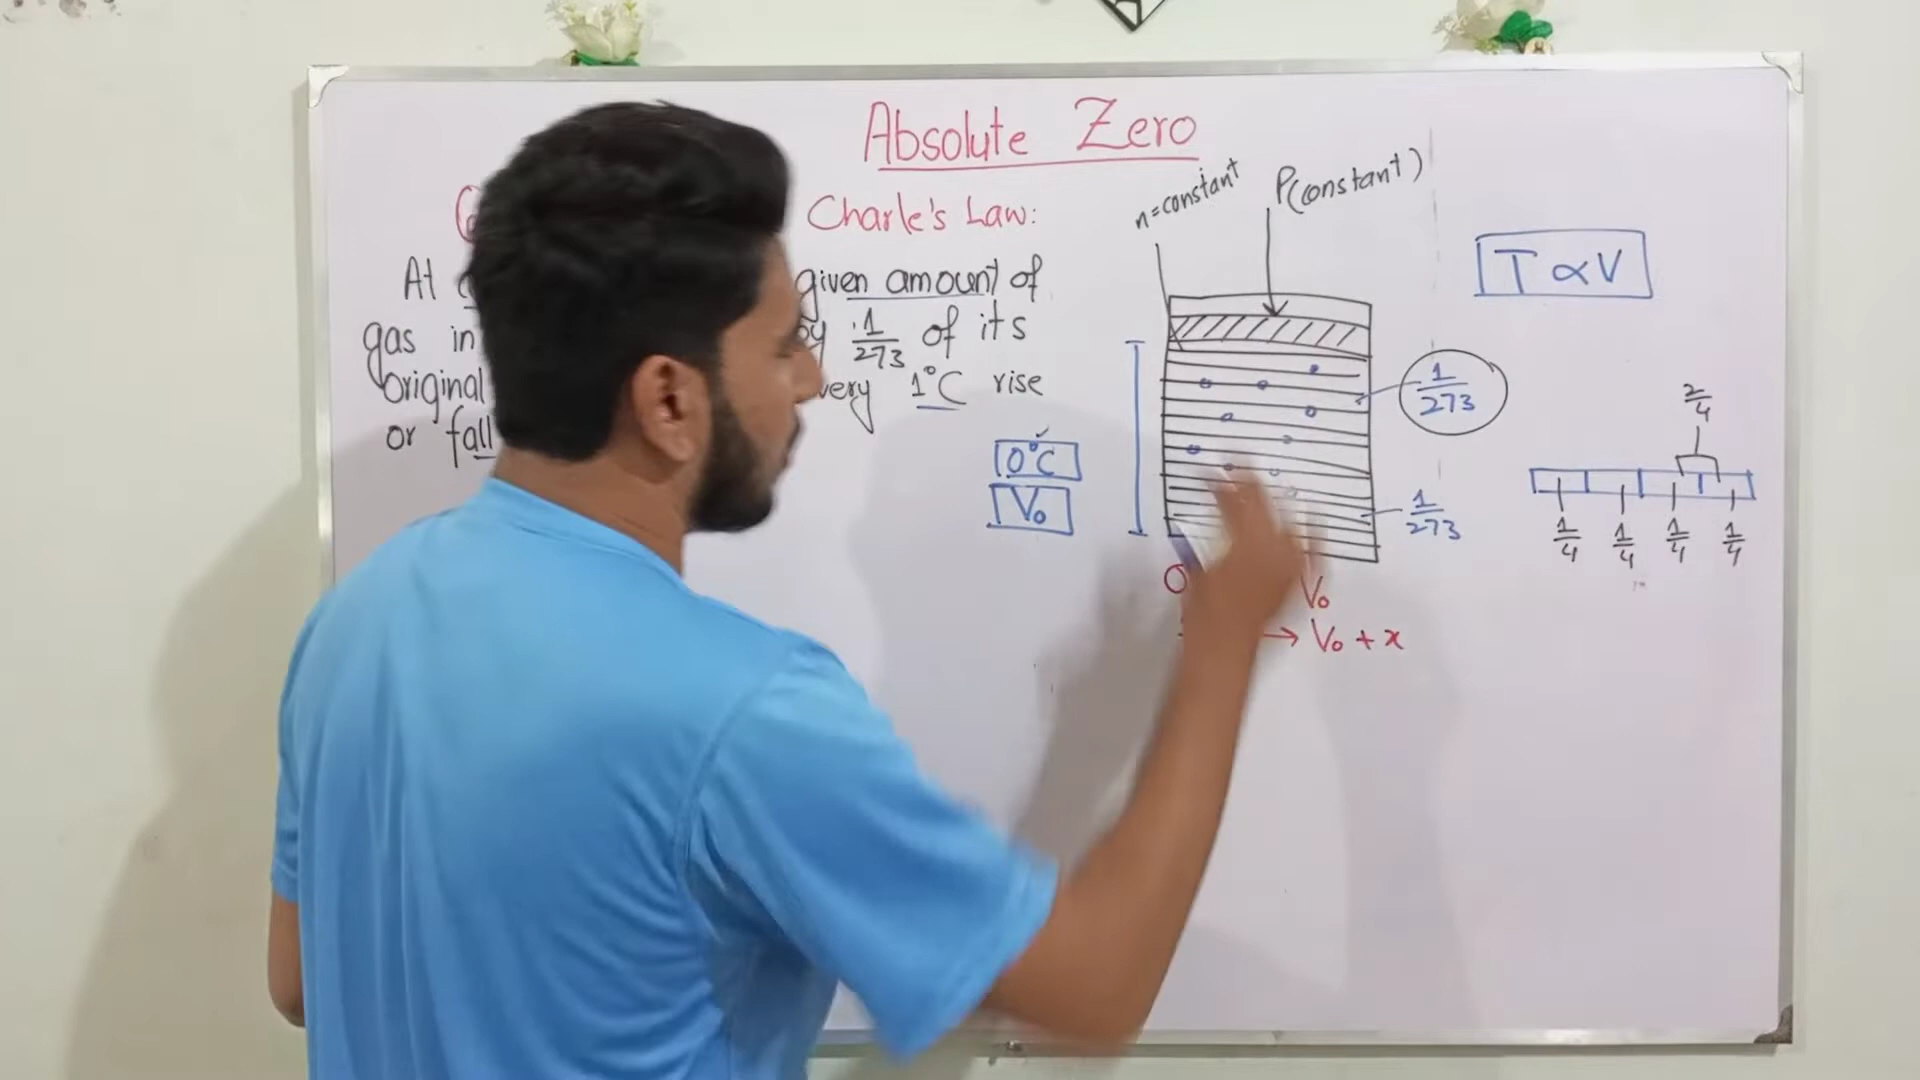 Absolute Zero
Charle's Law:
At given amount of
gas in by 1/273 of its
original very 1°C rise
or fall
n=constant
P(constant)
T ∝ V
1/273
1/273
0°C
V₀
V₀
→ V₀ + x
2/4
1/4 1/4 1/4 1/4